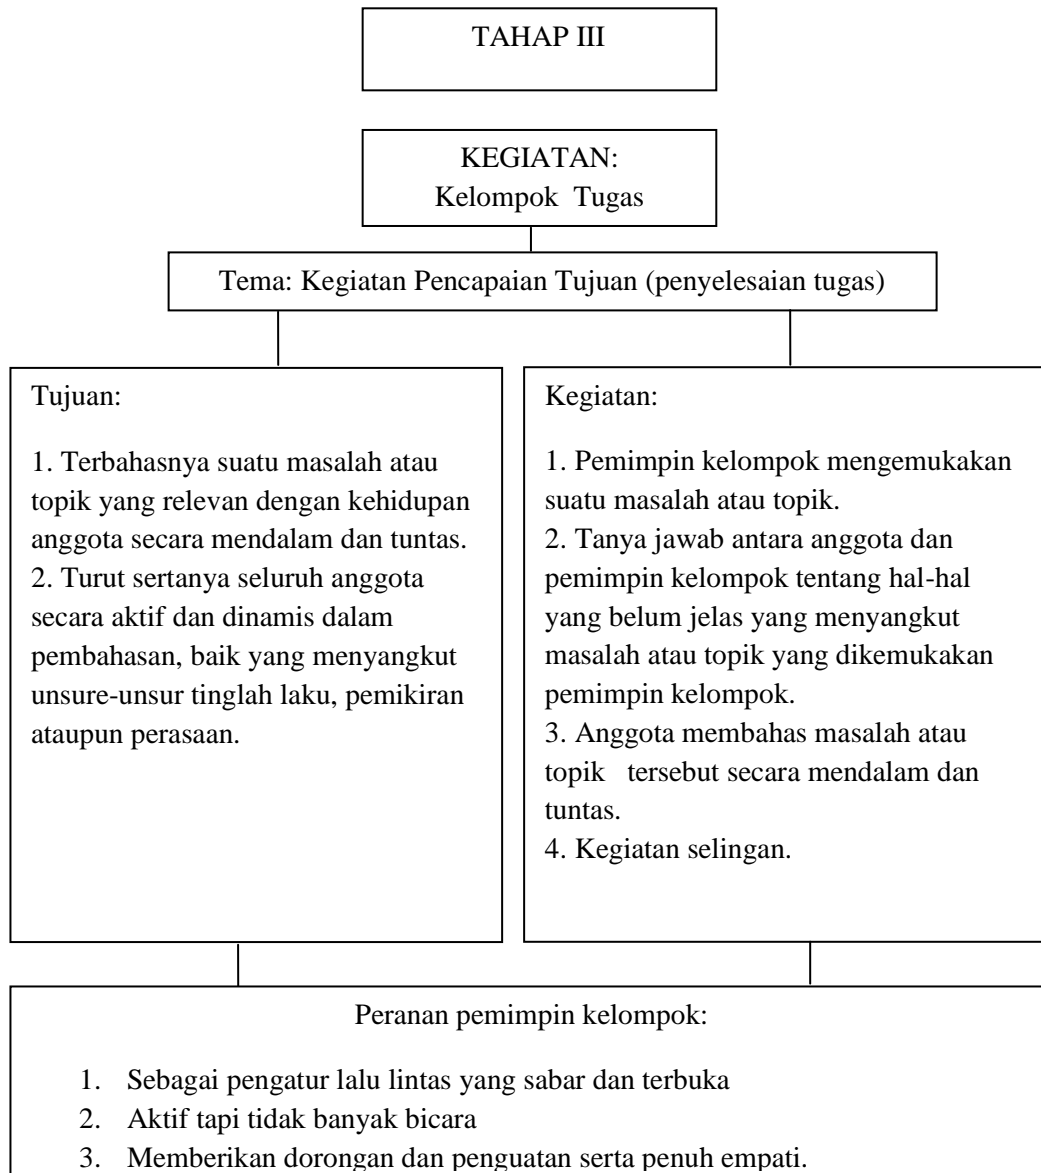 TAHAP III
KEGIATAN:
Kelompok Tugas
Tema: Kegiatan Pencapaian Tujuan (penyelesaian tugas)
Tujuan:
1. Terbahasnya suatu masalah atau
topik yang relevan dengan kehidupan
anggota secara mendalam dan tuntas.
2. Turut sertanya seluruh anggota
secara aktif dan dinamis dalam
pembahasan, baik yang menyangkut
unsure-unsur tinglah laku, pemikiran
ataupun perasaan.
Kegiatan:
1. Pemimpin kelompok mengemukakan
suatu masalah atau topik.
2. Tanya jawab antara anggota dan
pemimpin kelompok tentang hal-hal
yang belum jelas yang menyangkut
masalah atau topik yang dikemukakan
pemimpin kelompok.
3. Anggota membahas masalah atau
topik tersebut secara mendalam dan
tuntas.
4. Kegiatan selingan.
Peranan pemimpin kelompok:
1. Sebagai pengatur lalu lintas yang sabar dan terbuka
2. Aktif tapi tidak banyak bicara
3. Memberikan dorongan dan penguatan serta penuh empati.